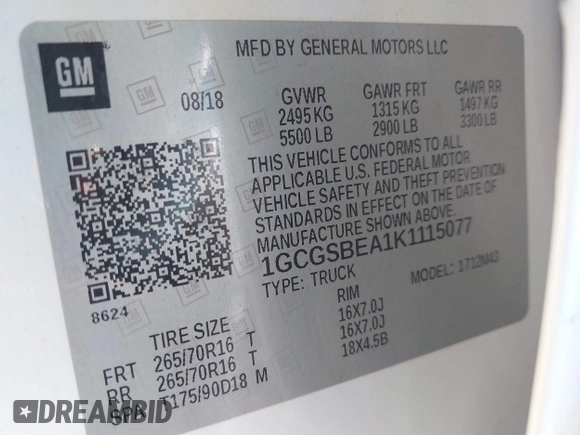 GM
MFD BY GENERAL MOTORS LLC
08/18 GVWR GAWR FRT GAWR RR
2495 KG 1315 KG 1497 KG
5500 LB 2900 LB 3300 LB
THIS VEHICLE CONFORMS TO ALL
APPLICABLE U.S. FEDERAL MOTOR
VEHICLE SAFETY AND THEFT PREVENTION
STANDARDS IN EFFECT ON THE DATE OF
MANUFACTURE SHOWN ABOVE.
1GCGSBEA1K1115077
TYPE: TRUCK MODEL: 1712M43
8624
TIRE SIZE RIM
FRT 265/70R16 T 16X7.0J
RR 265/70R16 T 16X7.0J
SPA T175/90D18 M 18X4.5B
DREAMBID